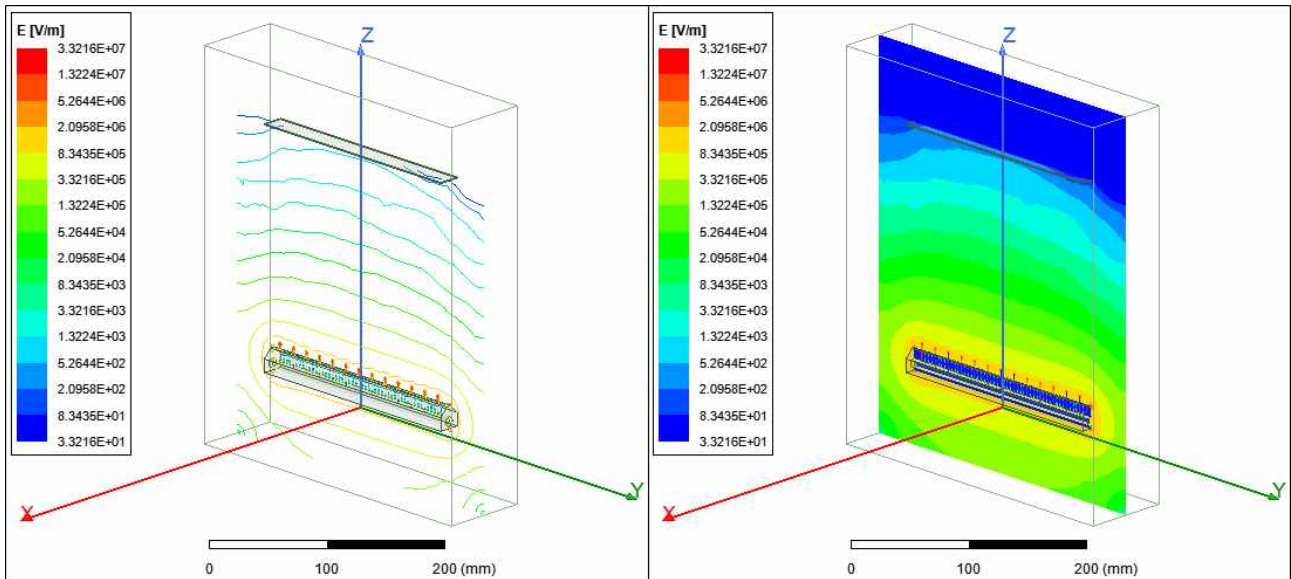 E [V/m]
3.3216E+07
1.3224E+07
5.2644E+06
2.0958E+06
8.3435E+05
3.3216E+05
1.3224E+05
5.2644E+04
2.0958E+04
8.3435E+03
3.3216E+03
1.3224E+03
5.2644E+02
2.0958E+02
8.3435E+01
3.3216E+01
Z
X
Y
0 100 200 (mm)
E [V/m]
3.3216E+07
1.3224E+07
5.2644E+06
2.0958E+06
8.3435E+05
3.3216E+05
1.3224E+05
5.2644E+04
2.0958E+04
8.3435E+03
3.3216E+03
1.3224E+03
5.2644E+02
2.0958E+02
8.3435E+01
3.3216E+01
Z
X
Y
0 100 200 (mm)